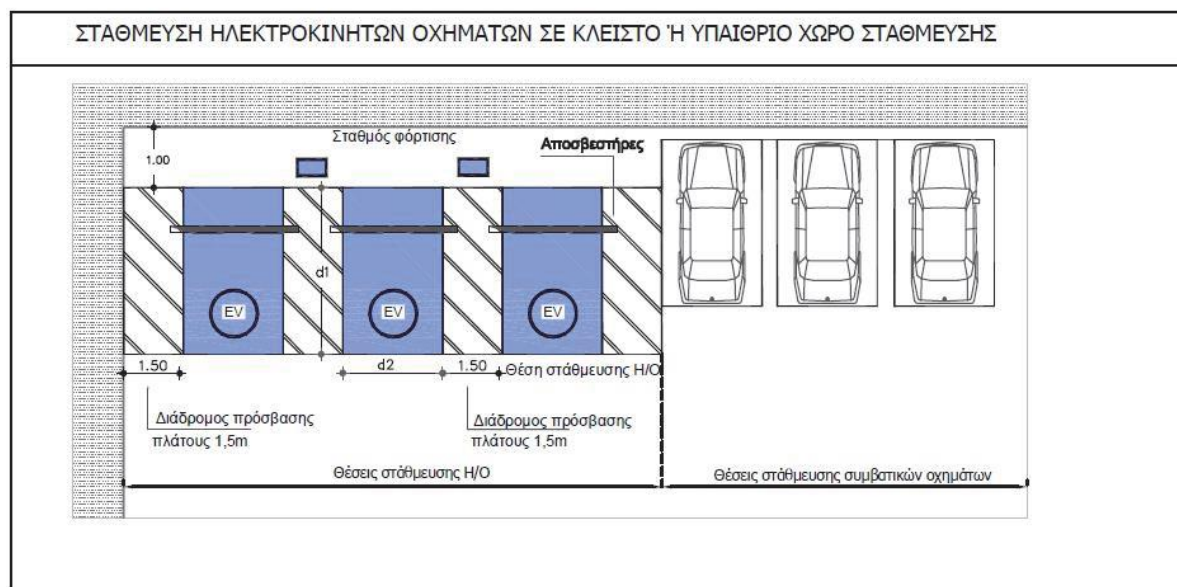 ΣΤΑΘΜΕΥΣΗ ΗΛΕΚΤΡΟΚΙΝΗΤΩΝ ΟΧΗΜΑΤΩΝ ΣΕ ΚΛΕΙΣΤΟ Ή ΥΠΑΙΘΡΙΟ ΧΩΡΟ ΣΤΑΘΜΕΥΣΗΣ
Σταθμός φόρτισης
Αποσβεστήρες
1.00
d1
EV
EV
EV
1.50
d2
1.50
Θέση στάθμευσης Η/Ο
Διάδρομος πρόσβασης
πλάτους 1,5m
Διάδρομος πρόσβασης
πλάτους 1,5m
Θέσεις στάθμευσης Η/Ο
Θέσεις στάθμευσης συμβατικών οχημάτων